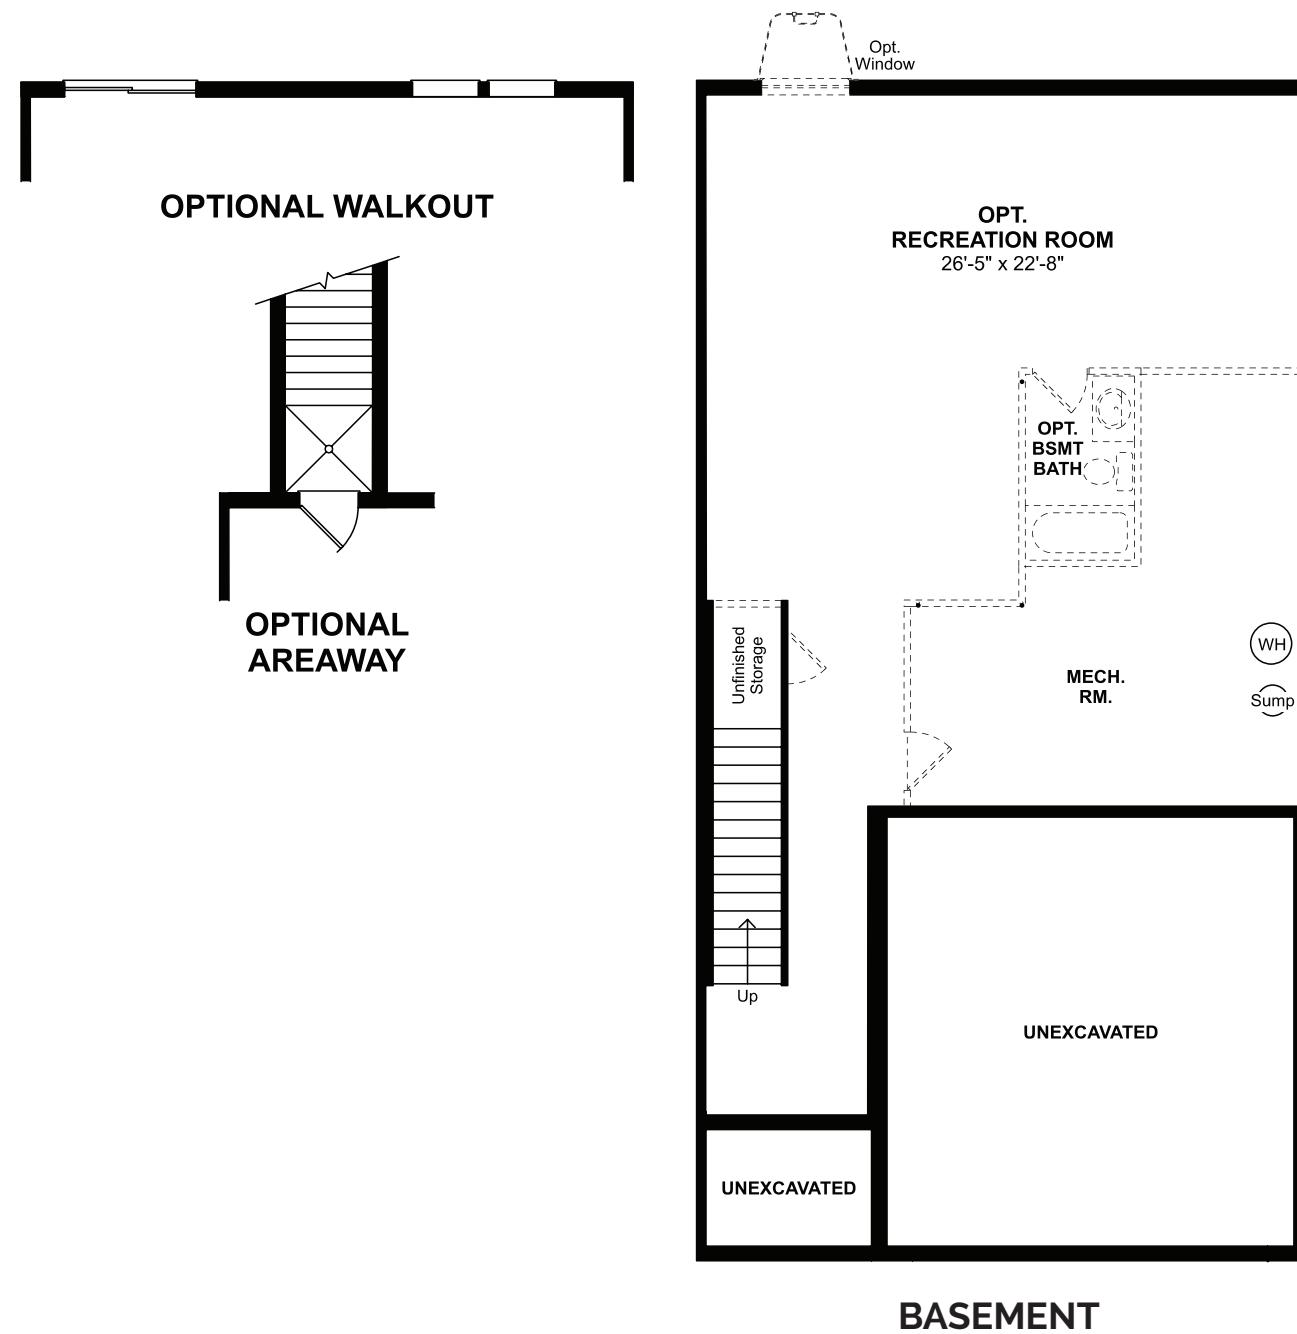 Opt.
Window
OPTIONAL WALKOUT
OPT.
RECREATION ROOM
26'-5" x 22'-8"
OPT.
BSMT
BATH
OPTIONAL
AREAWAY
Unfinished
Storage
WH
MECH.
RM.
Sump
Up
UNEXCAVATED
UNEXCAVATED
BASEMENT